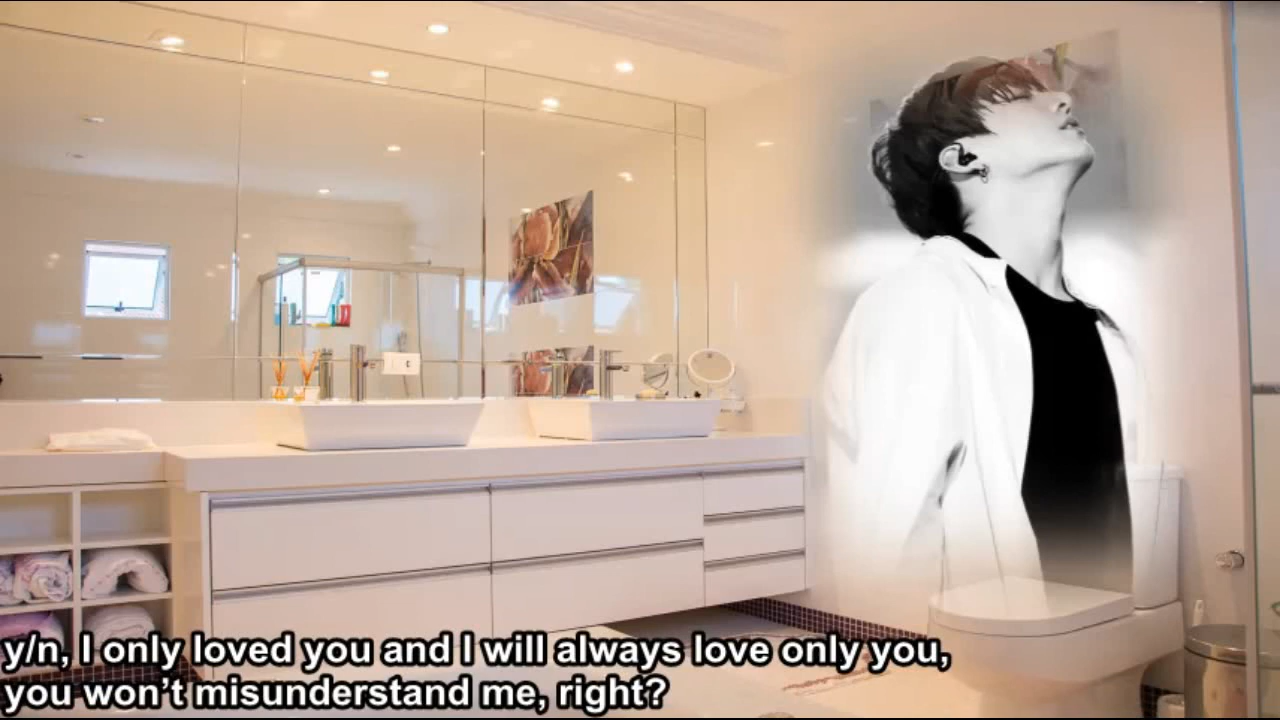 y/n, I only loved you and I will always love only you,
you won't misunderstand me, right?